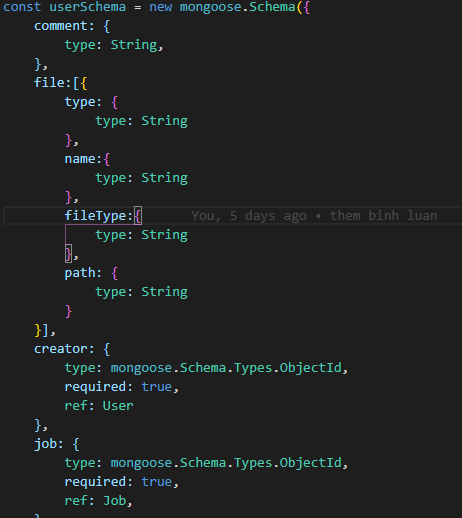 const userSchema = new mongoose.Schema({
    comment: {
        type: String,
    },
    file:[{
        type: {
            type: String
        },
        name:{
            type: String
        },
        fileType:{ You, 5 days ago • them binh luan
            type: String
        },
        path: {
            type: String
        }
    }],
    creator: {
        type: mongoose.Schema.Types.ObjectId,
        required: true,
        ref: User
    },
    job: {
        type: mongoose.Schema.Types.ObjectId,
        required: true,
        ref: Job,
    },